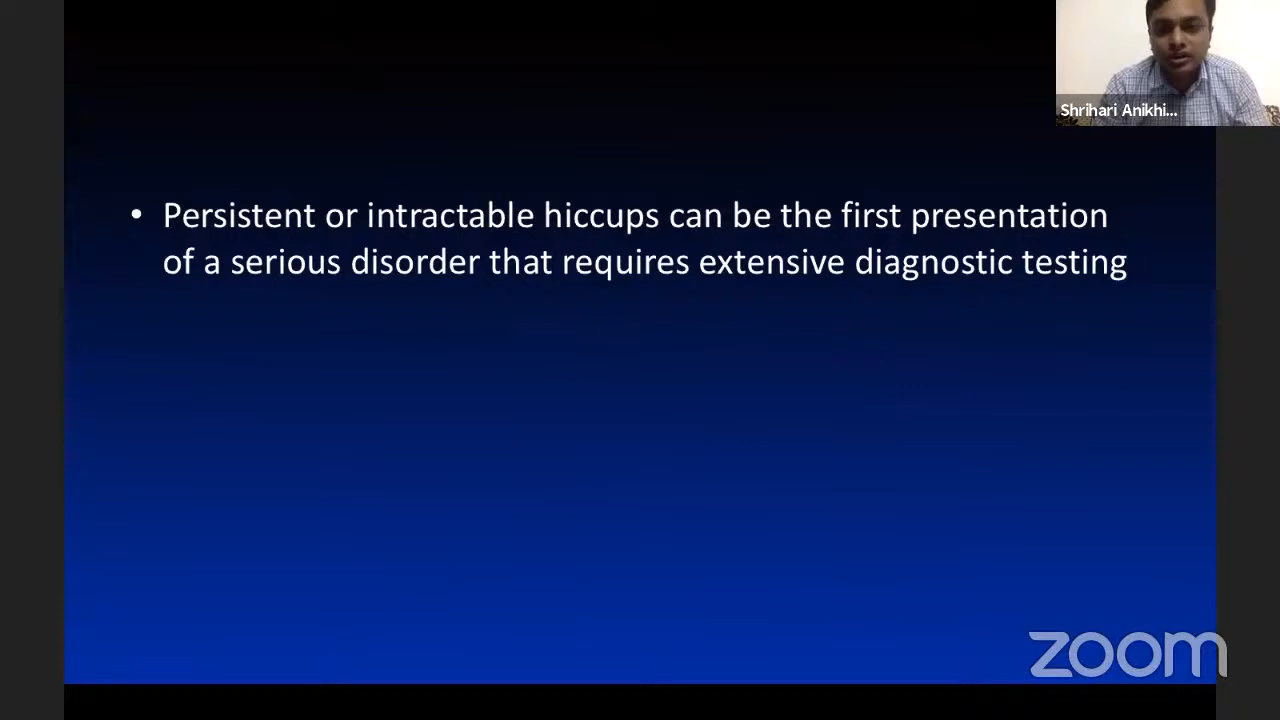 Shrihari Anikhi...
• Persistent or intractable hiccups can be the first presentation
of a serious disorder that requires extensive diagnostic testing
zoom